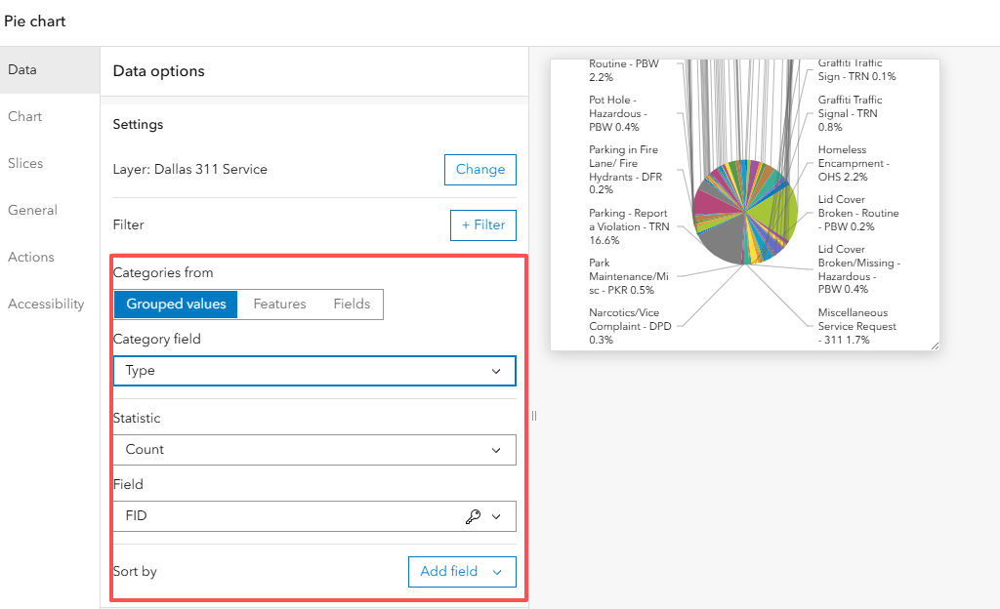 Pie chart
Data
Chart
Slices
General
Actions
Accessibility
Data options
Settings
Layer: Dallas 311 Service
Change
Filter
+ Filter
Categories from
Grouped values
Features
Fields
Category field
Type
Statistic
Count
Field
FID
Sort by
Add field
Routine - PBW
2.2%
Pot Hole -
Hazardous -
PBW 0.4%
Parking in Fire
Lane/ Fire
Hydrants - DFR
0.2%
Parking - Report
a Violation - TRN
16.6%
Park
Maintenance/Mi
sc - PKR 0.5%
Narcotics/Vice
Complaint - DPD
0.3%
Graffiti Traffic
Sign - TRN 0.1%
Graffiti Traffic
Signal - TRN
0.8%
Homeless
Encampment -
OHS 2.2%
Lid Cover
Broken - Routine
- PBW 0.2%
Lid Cover
Broken/Missing -
Hazardous -
PBW 0.4%
Miscellaneous
Service Request
- 311 1.7%